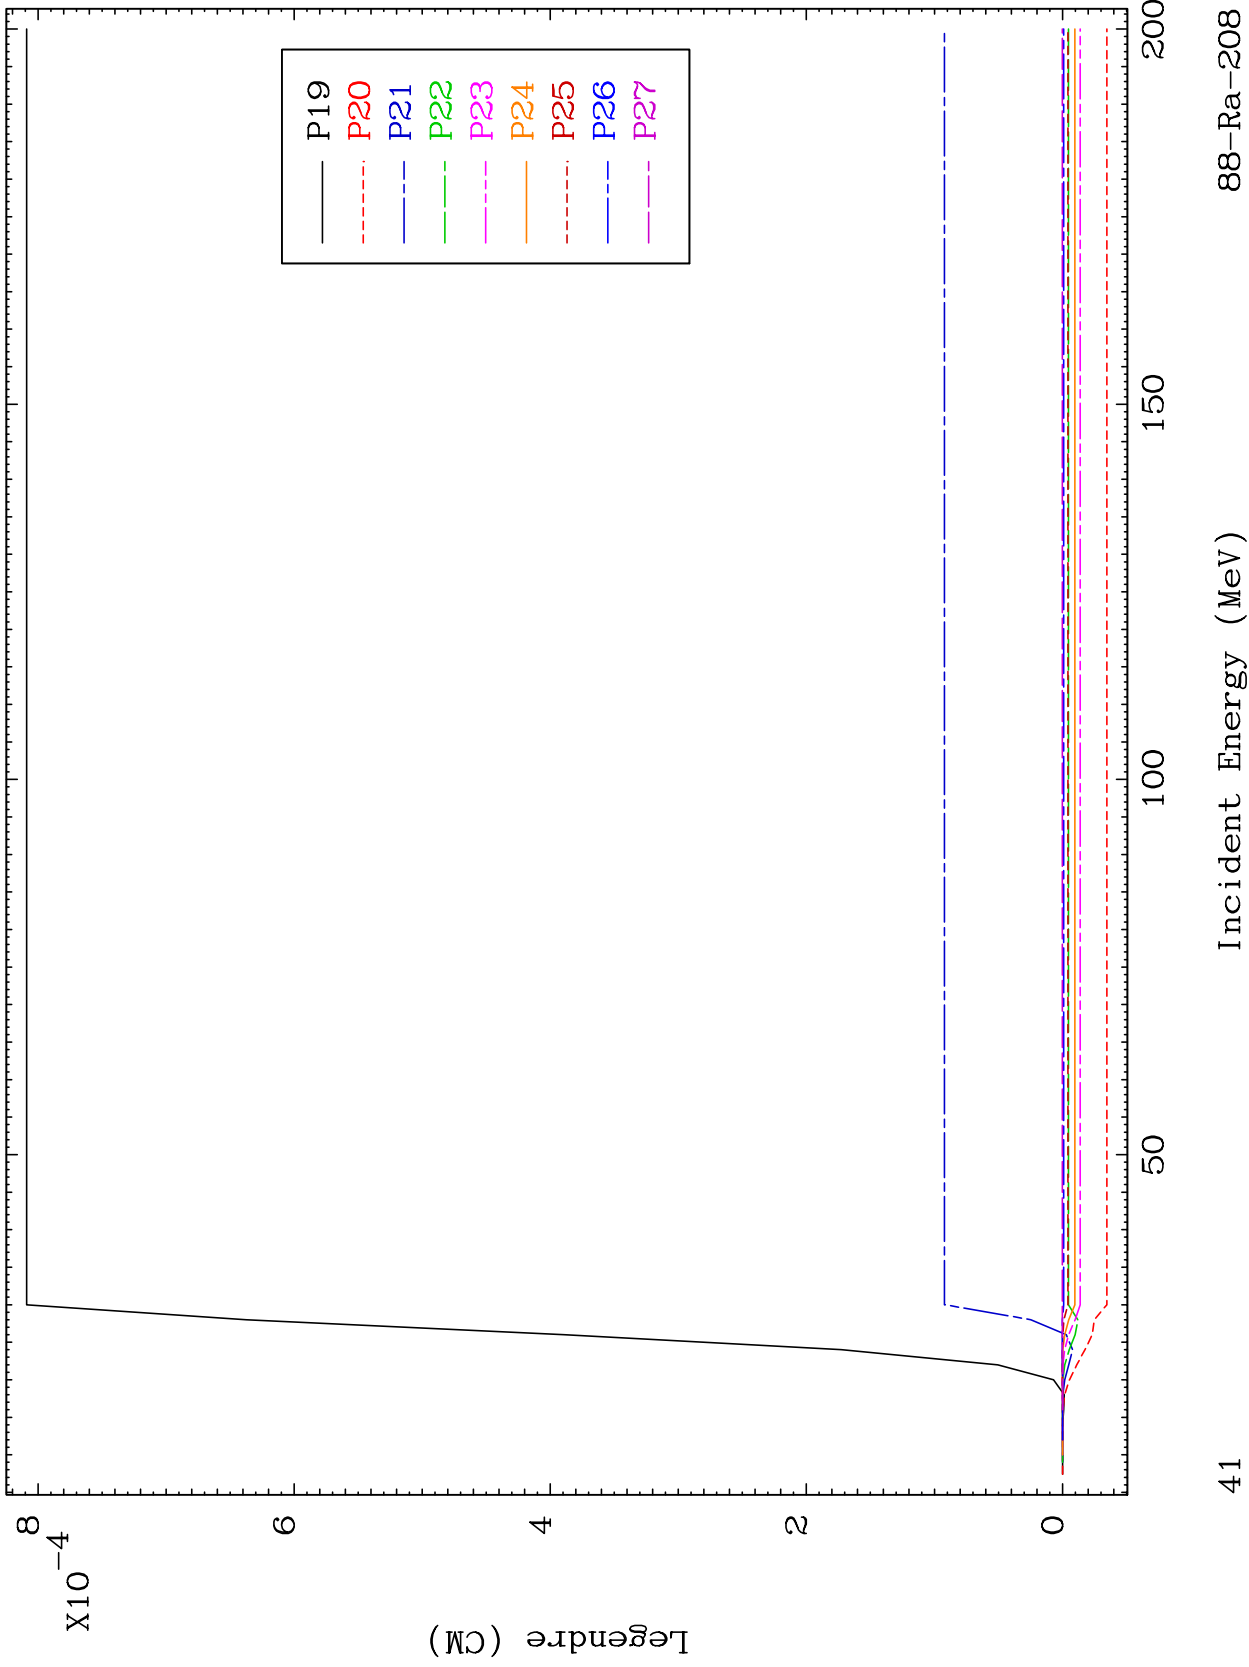 X10-4
8
6
4
2
0
Legendre (CM)
P19
P20
P21
P22
P23
P24
P25
P26
P27
50
100
150
200
Incident Energy (MeV)
41
88-Ra-208